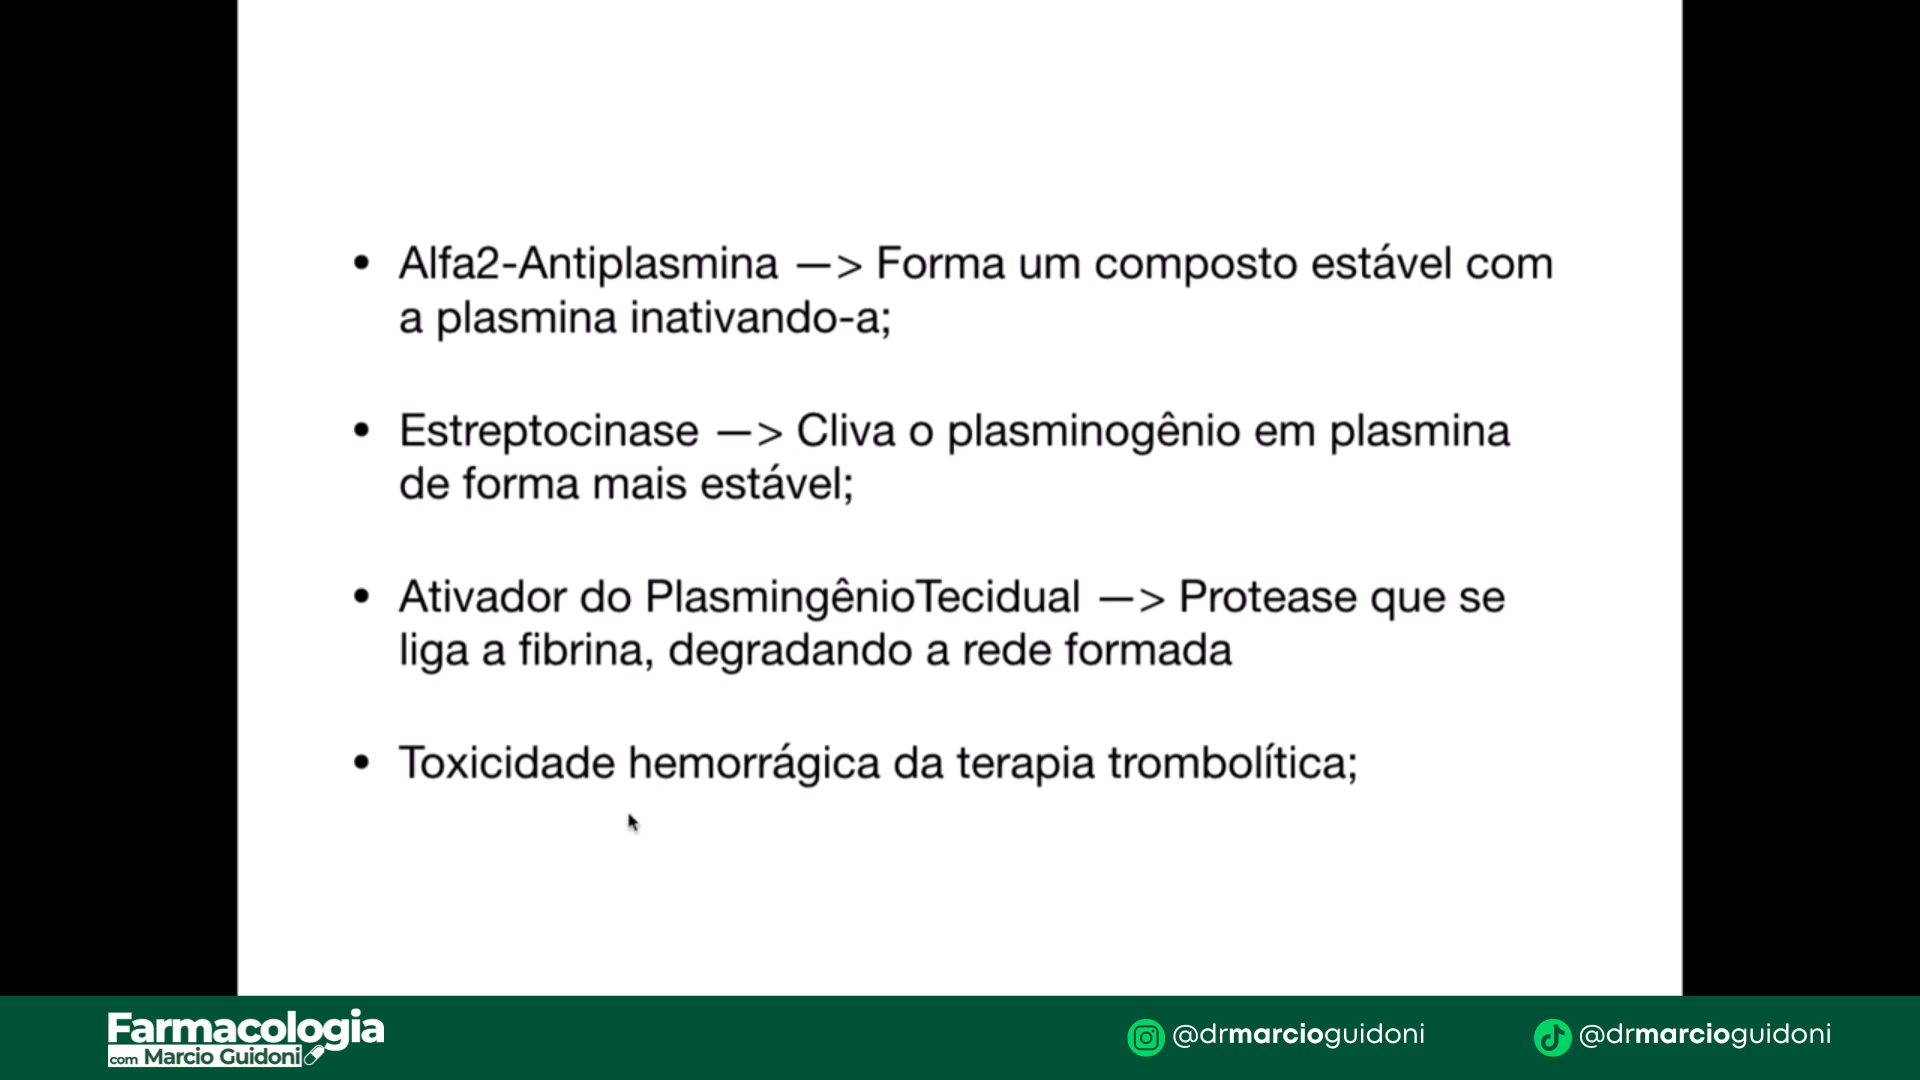 • Alfa2-Antiplasmina —> Forma um composto estável com
a plasmina inativando-a;
• Estreptocinase —> Cliva o plasminogênio em plasmina
de forma mais estável;
• Ativador do PlasmingênioTecidual —> Protease que se
liga a fibrina, degradando a rede formada
• Toxicidade hemorrágica da terapia trombolítica;
Farmacologia
com Marcio Guidoni
@drmarcioguidoni
@drmarcioguidoni